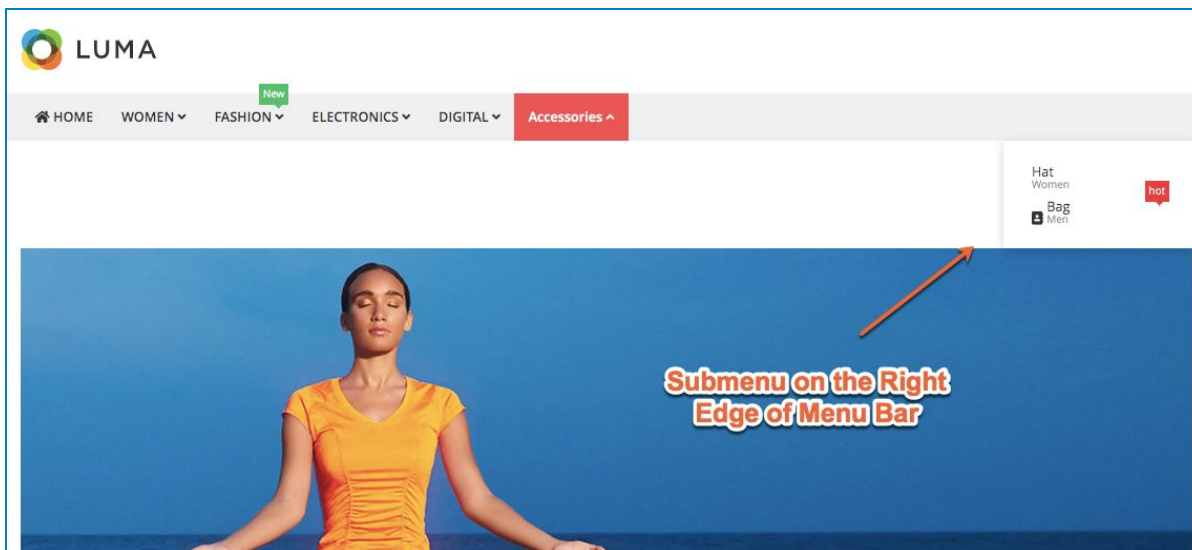 LUMA
New
HOME WOMEN FASHION ELECTRONICS DIGITAL Accessories
Hat
Women
hot
Bag
Men
Submenu on the Right
Edge of Menu Bar